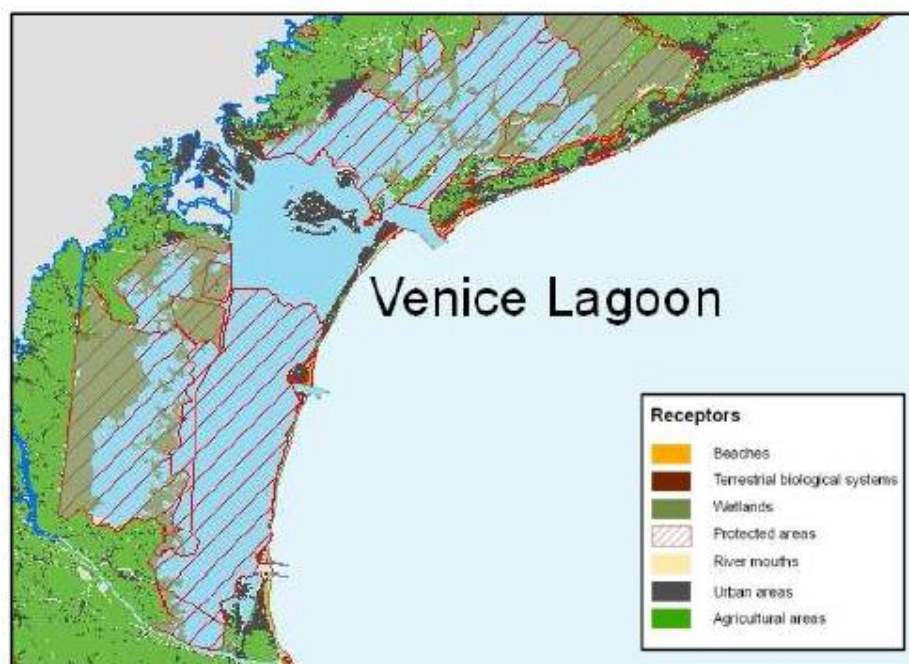 Venice Lagoon
Receptors
Beaches
Terrestrial biological systems
Wetlands
Protected areas
River mouths
Urban areas
Agricultural areas